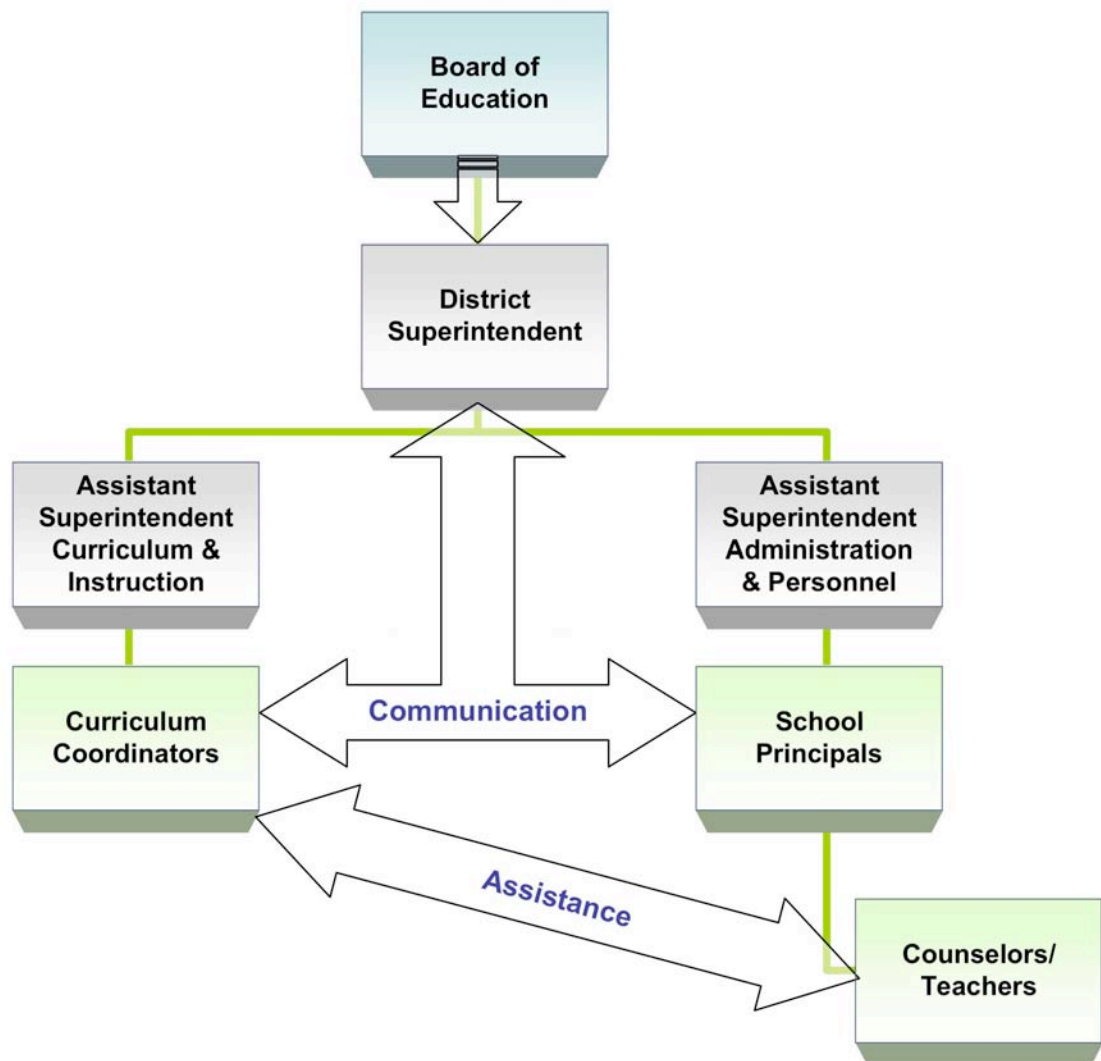 Board of
Education
District
Superintendent
Assistant
Superintendent
Curriculum &
Instruction
Assistant
Superintendent
Administration
& Personnel
Curriculum
Coordinators
Communication
School
Principals
Assistance
Counselors/
Teachers